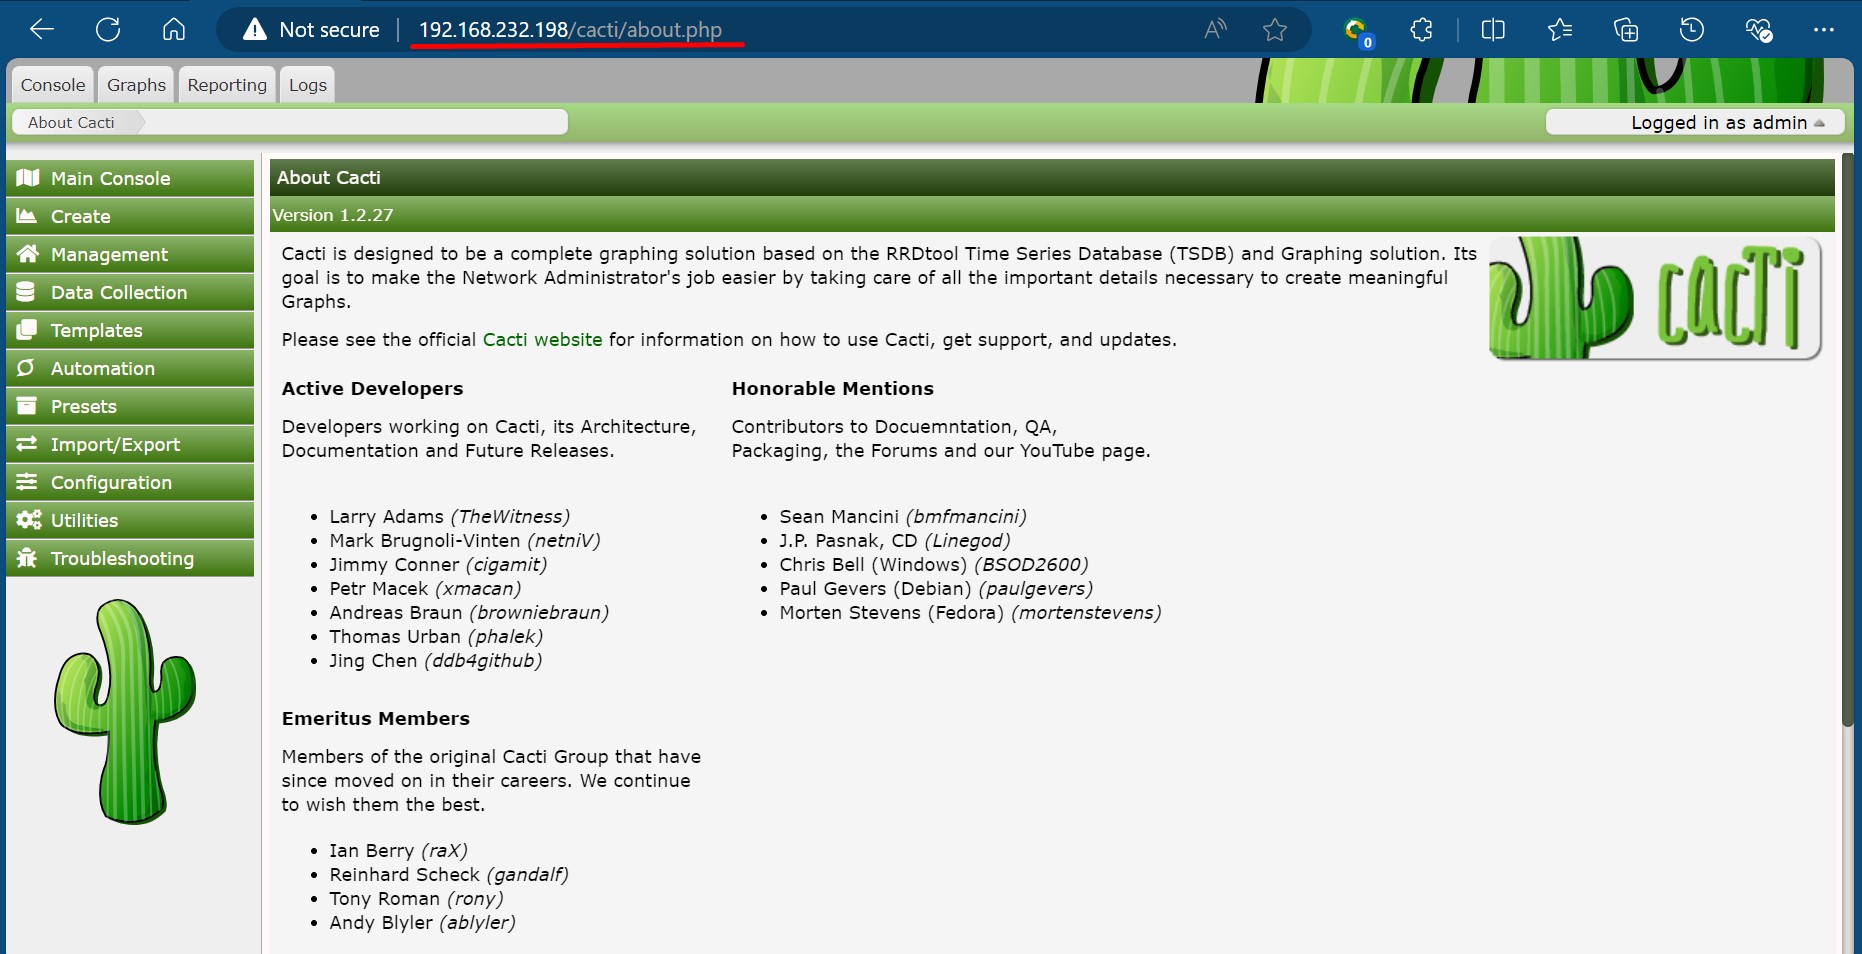 Not secure 192.168.232.198/cacti/about.php
0
Console Graphs Reporting Logs
About Cacti
Logged in as admin
Main Console
Create
Management
Data Collection
Templates
Automation
Presets
Import/Export
Configuration
Utilities
Troubleshooting
About Cacti
Version 1.2.27
Cacti is designed to be a complete graphing solution based on the RRDtool Time Series Database (TSDB) and Graphing solution. Its
goal is to make the Network Administrator's job easier by taking care of all the important details necessary to create meaningful
Graphs.
cacti
Please see the official Cacti website for information on how to use Cacti, get support, and updates.
Active Developers
Developers working on Cacti, its Architecture,
Documentation and Future Releases.
Larry Adams (TheWitness)
Mark Brugnoli-Vinten (netniV)
Jimmy Conner (cigamit)
Petr Macek (xmacan)
Andreas Braun (browniebraun)
Thomas Urban (phalek)
Jing Chen (ddb4github)
Honorable Mentions
Contributors to Docuemntation, QA,
Packaging, the Forums and our YouTube page.
Sean Mancini (bmfmancini)
J.P. Pasnak, CD (Linegod)
Chris Bell (Windows) (BSOD2600)
Paul Gevers (Debian) (paulgevers)
Morten Stevens (Fedora) (mortenstevens)
Emeritus Members
Members of the original Cacti Group that have
since moved on in their careers. We continue
to wish them the best.
Ian Berry (raX)
Reinhard Scheck (gandalf)
Tony Roman (rony)
Andy Blyler (ablyler)